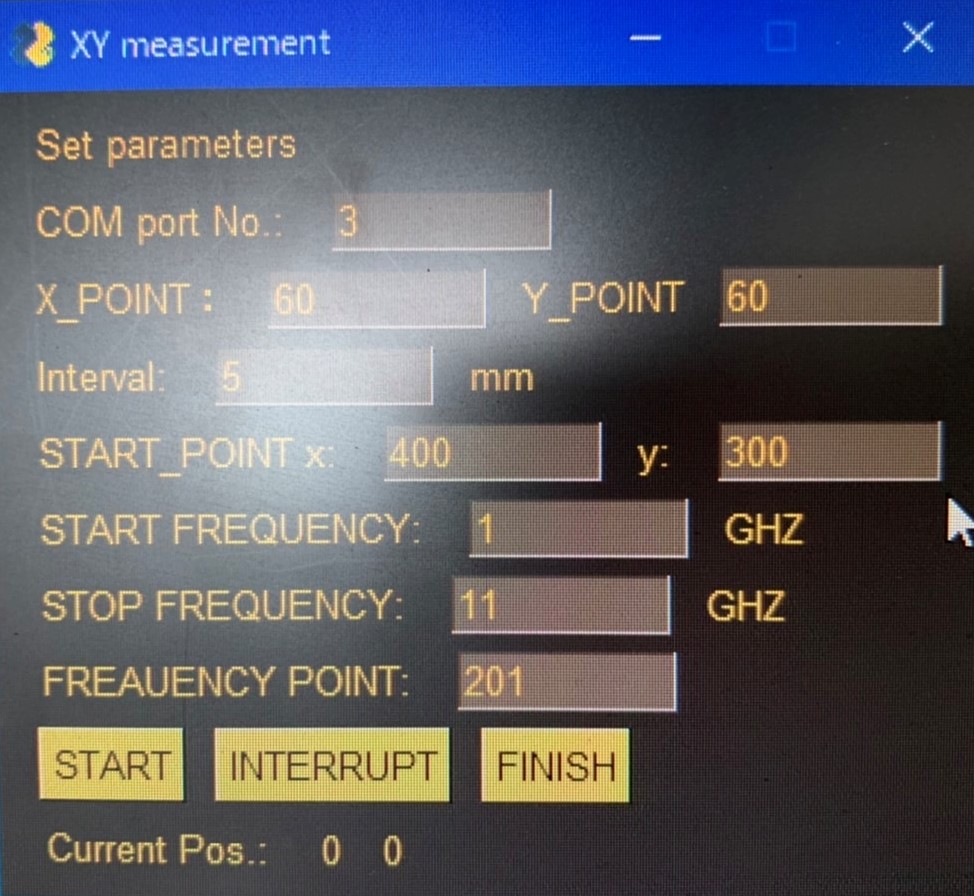 XY measurement
Set parameters
COM port No.: 3
X_POINT : 60 Y_POINT 60
Interval: 5 mm
START_POINT x: 400 y: 300
START FREQUENCY: 1 GHZ
STOP FREQUENCY: 11 GHZ
FREAUENCY POINT: 201
START INTERRUPT FINISH
Current Pos.: 0 0